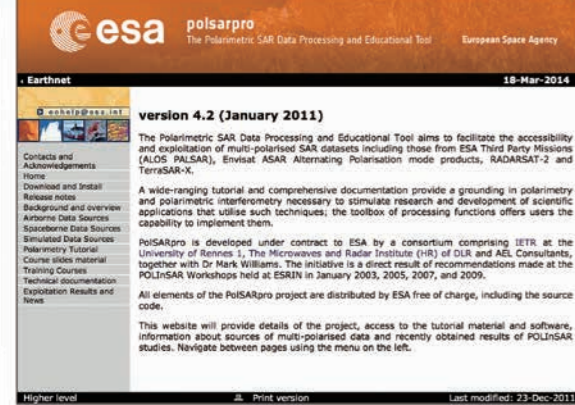 esa
polsarpro
The Polarimetric SAR Data Processing and Educational Tool
European Space Agency
Earthnet
18-Mar-2014
eohelp@esa.int
Contacts and
Acknowledgements
Home
Download and Install
Release notes
Background and overview
Airborne Data Sources
Spaceborne Data Sources
Simulated Data Sources
Polarimetry Tutorial
Course slides material
Training Courses
Technical documentation
Exploitation Results and
News
version 4.2 (January 2011)
The Polarimetric SAR Data Processing and Educational Tool aims to facilitate the accessibility
and exploitation of multi-polarised SAR datasets including those from ESA Third Party Missions
(ALOS PALSAR), Envisat ASAR Alternating Polarisation mode products, RADARSAT-2 and
TerraSAR-X.
A wide-ranging tutorial and comprehensive documentation provide a grounding in polarimetry
and polarimetric interferometry necessary to stimulate research and development of scientific
applications that utilise such techniques; the toolbox of processing functions offers users the
capability to implement them.
PolSARpro is developed under contract to ESA by a consortium comprising IETR at the
University of Rennes 1, The Microwaves and Radar Institute (HR) of DLR and AEL Consultants,
together with Dr Mark Williams. The initiative is a direct result of recommendations made at the
POLInSAR Workshops held at ESRIN in January 2003, 2005, 2007, and 2009.
All elements of the PolSARpro project are distributed by ESA free of charge, including the source
code.
This website will provide details of the project, access to the tutorial material and software,
information about sources of multi-polarised data and recently obtained results of POLInSAR
studies. Navigate between pages using the menu on the left.
Higher level
Print version
Last modified: 23-Dec-2011